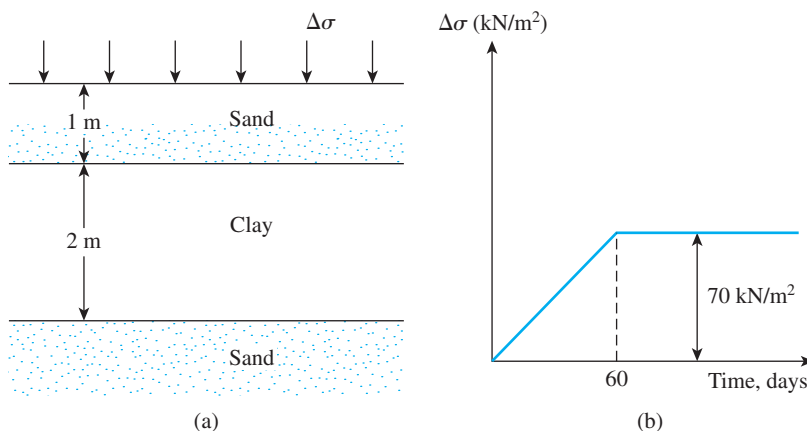 Δσ
Sand
1 m
Clay
2 m
Sand
(a)
Δσ (kN/m²)
70 kN/m²
60
Time, days
(b)